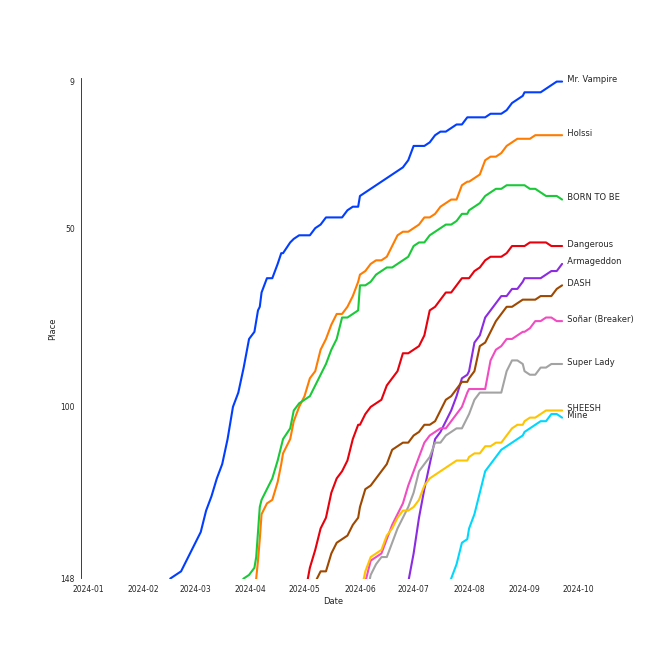 9
50
100
148
Place
2024-01
2024-02
2024-03
2024-04
2024-05
2024-06
2024-07
2024-08
2024-09
2024-10
Date
Mr. Vampire
Holssi
BORN TO BE
Dangerous
Armageddon
DASH
Soñar (Breaker)
Super Lady
SHEESH
Mine